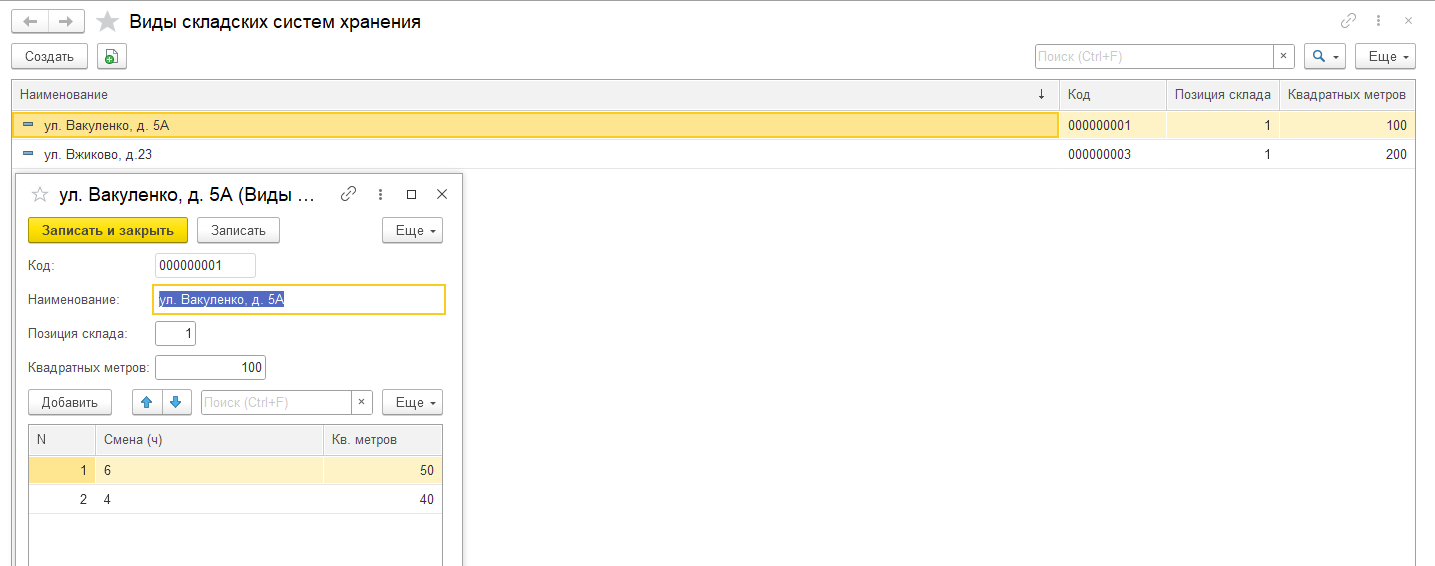 Виды складских систем хранения
Создать Поиск (Ctrl+F) × Еще
Наименование ↓ Код Позиция склада Квадратных метров
ул. Вакуленко, д. 5А 000000001 1 100
ул. Вжиково, д.23 000000003 1 200
ул. Вакуленко, д. 5А (Виды ...
Записать и закрыть Записать Еще
Код: 000000001
Наименование: ул. Вакуленко, д. 5А
Позиция склада: 1
Квадратных метров: 100
Добавить Поиск (Ctrl+F) × Еще
N Смена (ч) Кв. метров
1 6 50
2 4 40